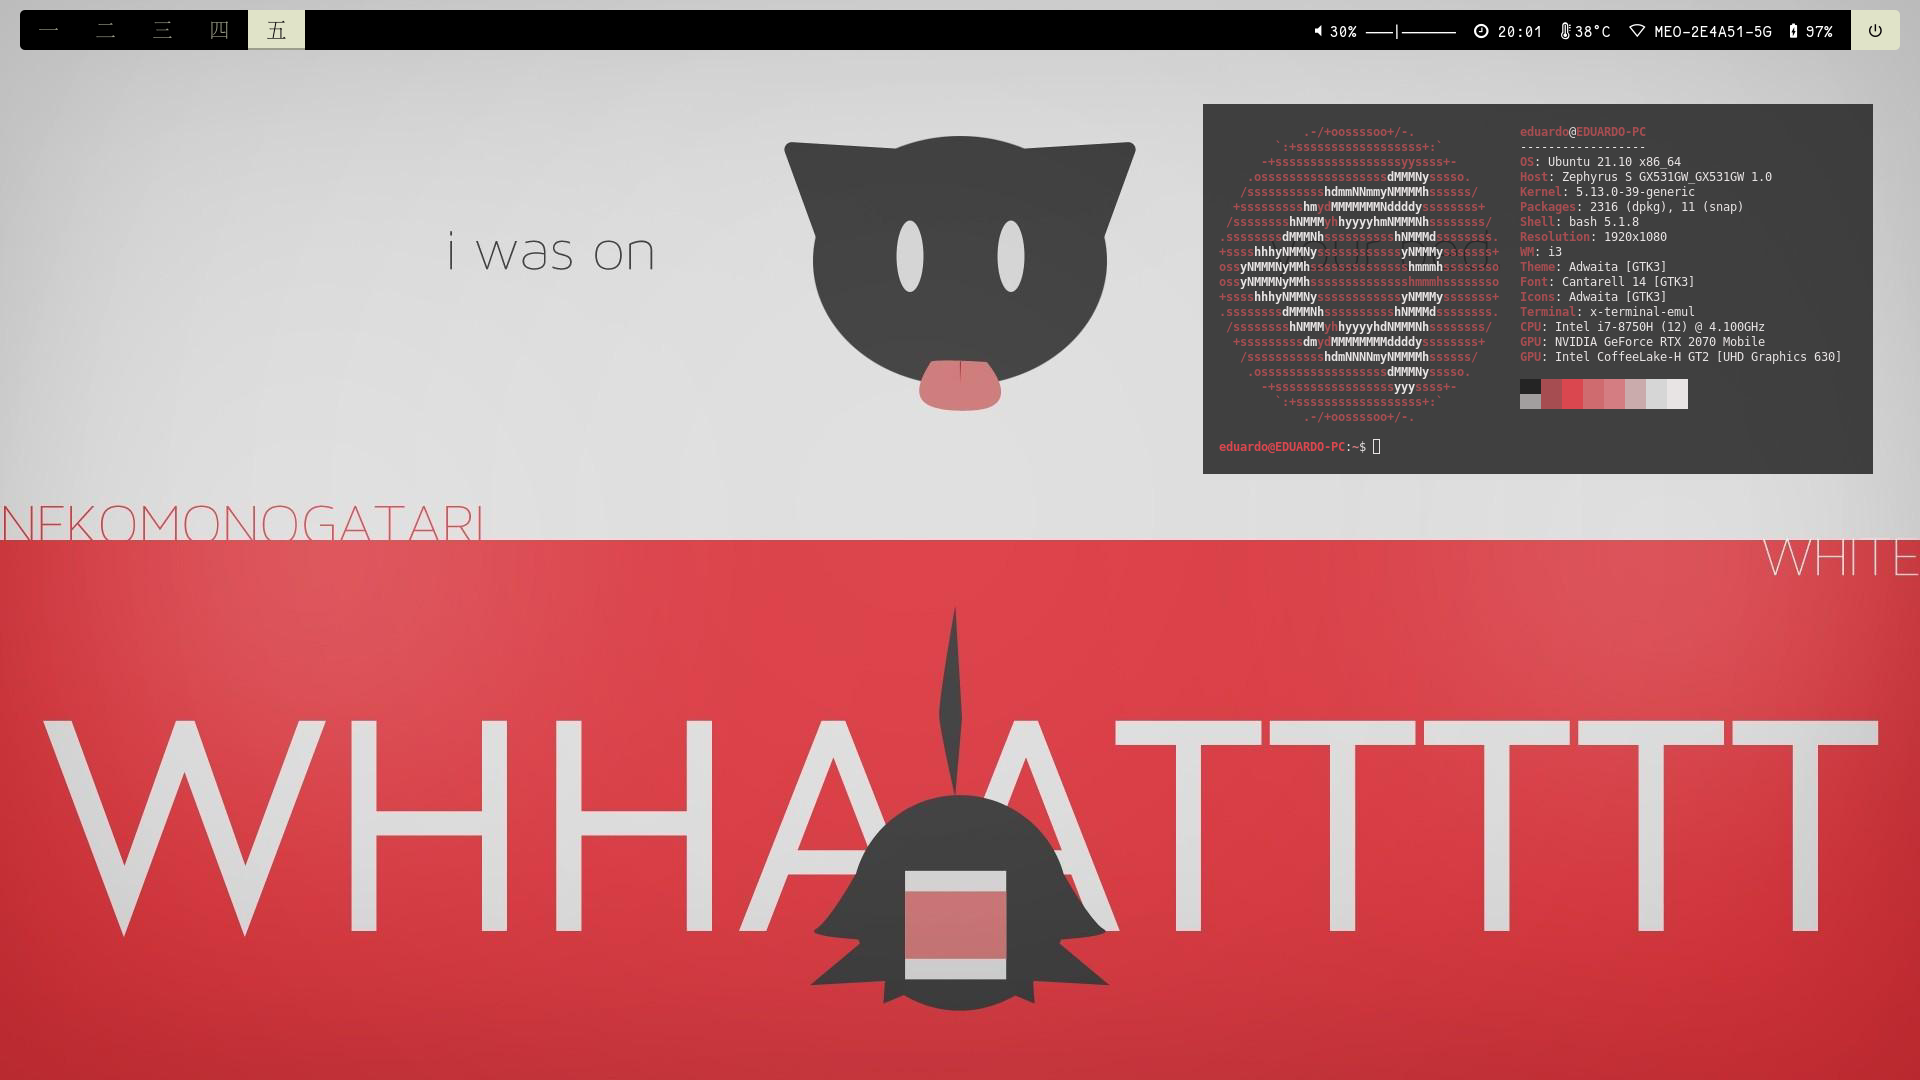 一 二 三 四 五
30% 20:01 38°C MEO-2E4A51-5G 97%
i was on
eduardo@EDUARDO-PC
------------------
OS: Ubuntu 21.10 x86_64
Host: Zephyrus S GX531GW_GX531GW 1.0
Kernel: 5.13.0-39-generic
Packages: 2316 (dpkg), 11 (snap)
Shell: bash 5.1.8
Resolution: 1920x1080
WM: i3
Theme: Adwaita [GTK3]
Font: Cantarell 14 [GTK3]
Icons: Adwaita [GTK3]
Terminal: x-terminal-emul
CPU: Intel i7-8750H (12) @ 4.100GHz
GPU: NVIDIA GeForce RTX 2070 Mobile
GPU: Intel CoffeeLake-H GT2 [UHD Graphics 630]
eduardo@EDUARDO-PC:~$
NEKOMONOGATARI
WHITE
WHHAATTTTT